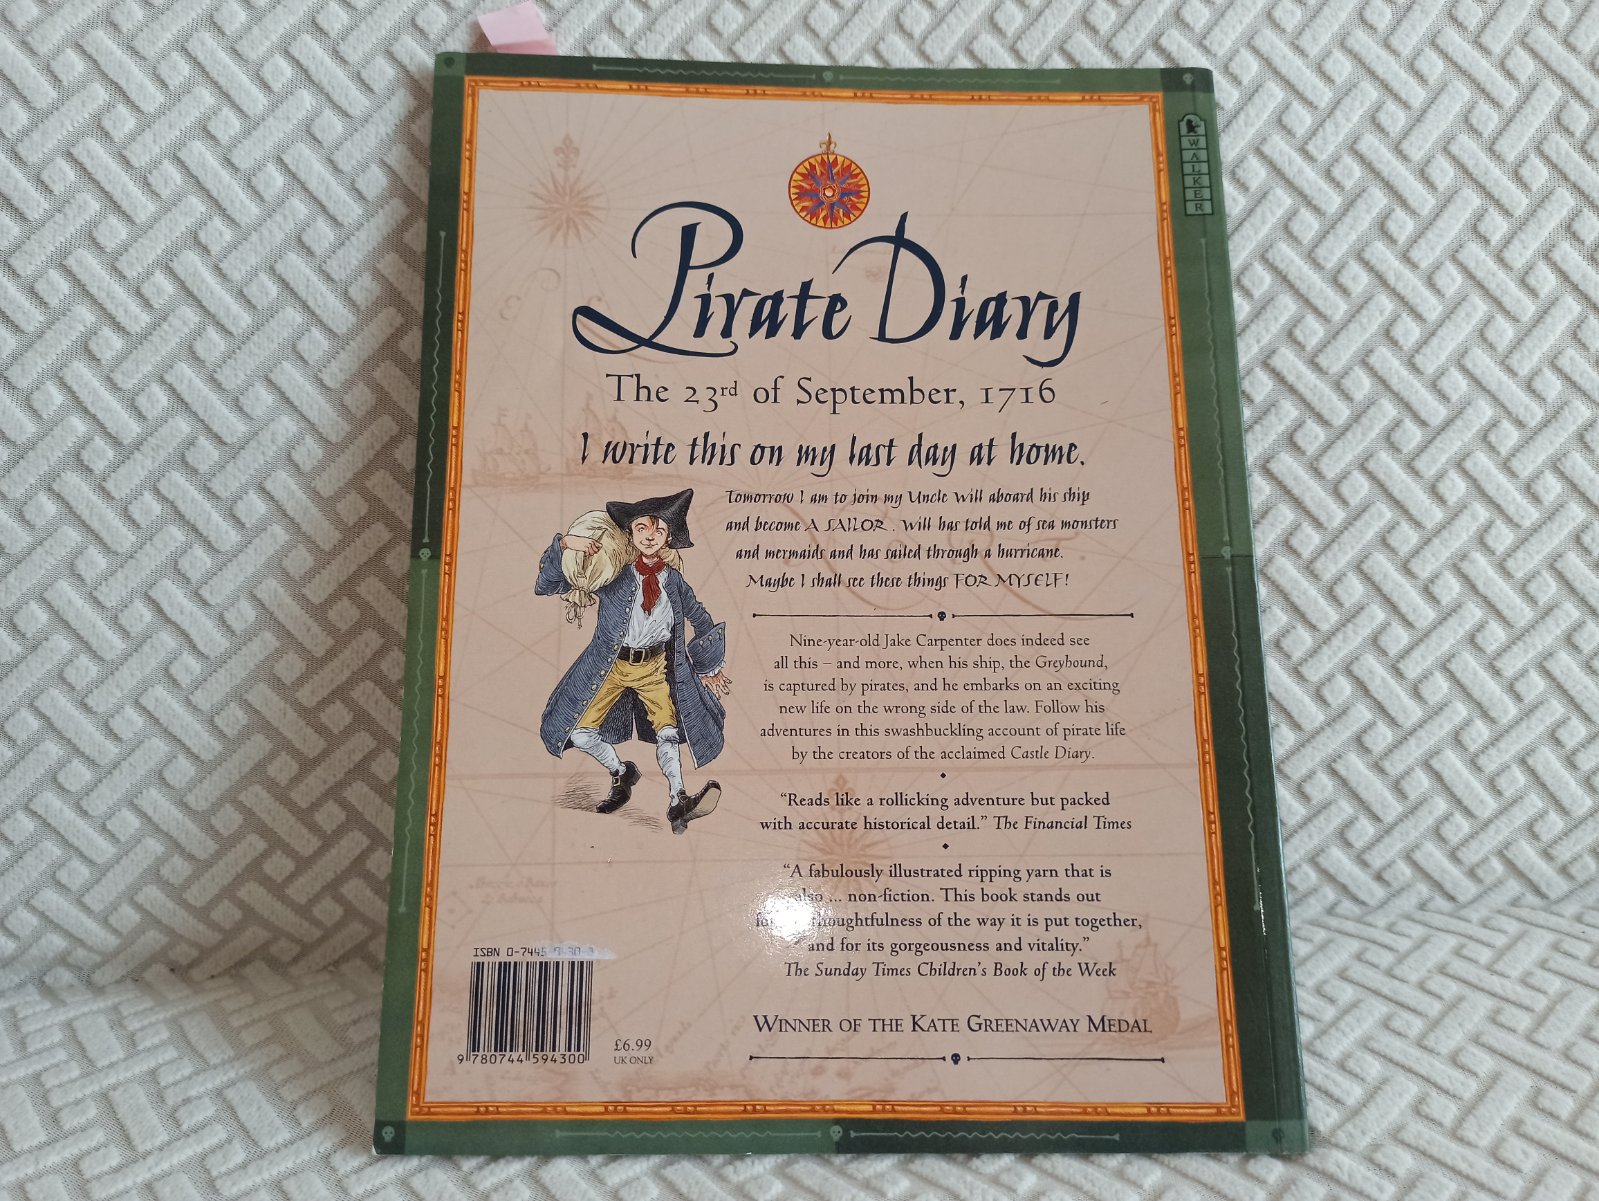 WALKER
Pirate Diary
The 23rd of September, 1716
I write this on my last day at home.
Tomorrow I am to join my Uncle Will aboard his ship
and become A SAILOR. Will has told me of sea monsters
and mermaids and has sailed through a hurricane.
Maybe I shall see these things FOR MYSELF!
Nine-year-old Jake Carpenter does indeed see
all this – and more, when his ship, the Greyhound,
is captured by pirates, and he embarks on an exciting
new life on the wrong side of the law. Follow his
adventures in this swashbuckling account of pirate life
by the creators of the acclaimed Castle Diary.
“Reads like a rollicking adventure but packed
with accurate historical detail.” The Financial Times
“A fabulously illustrated ripping yarn that is
also ... non-fiction. This book stands out
thoughtfulness of the way it is put together,
and for its gorgeousness and vitality.”
The Sunday Times Children's Book of the Week
WINNER OF THE KATE GREENAWAY MEDAL
ISBN 0-7445
9 780744 594300
£6.99
UK ONLY